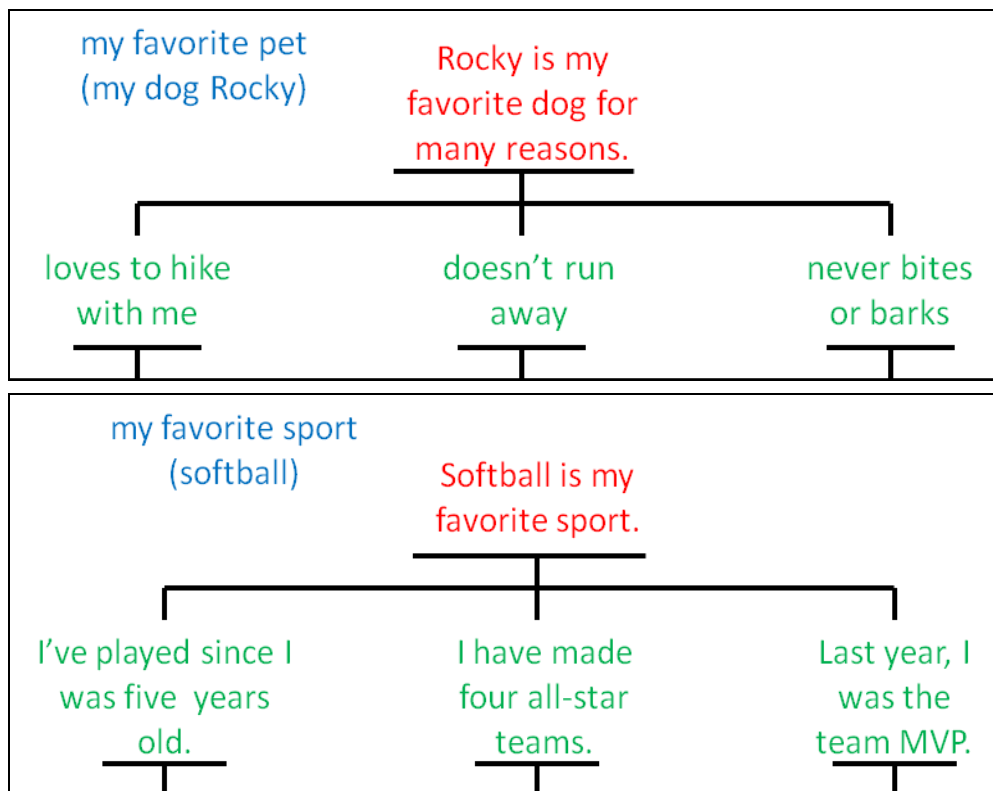 my favorite pet
(my dog Rocky)
Rocky is my
favorite dog for
many reasons.
loves to hike
with me
doesn’t run
away
never bites
or barks
my favorite sport
(softball)
Softball is my
favorite sport.
I’ve played since I
was five years
old.
I have made
four all-star
teams.
Last year, I
was the
team MVP.